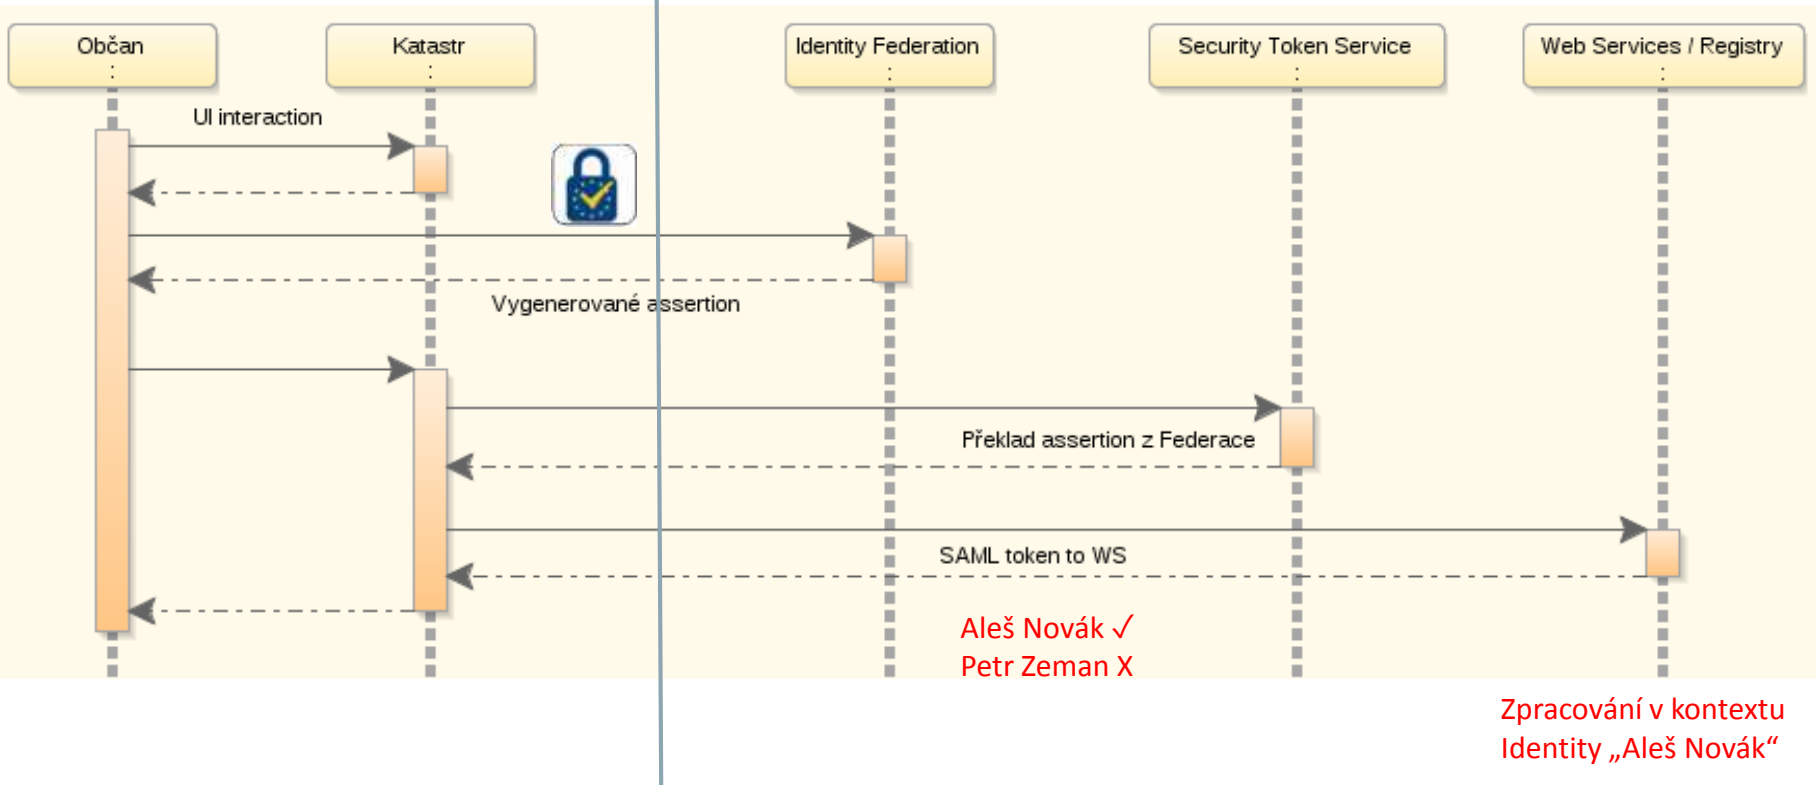 Občan
:
Katastr
:
Identity Federation
:
Security Token Service
:
Web Services / Registry
:
UI interaction
Vygenerované assertion
Překlad assertion z Federace
SAML token to WS
Aleš Novák ✓
Petr Zeman X
Zpracování v kontextu
Identity „Aleš Novák“